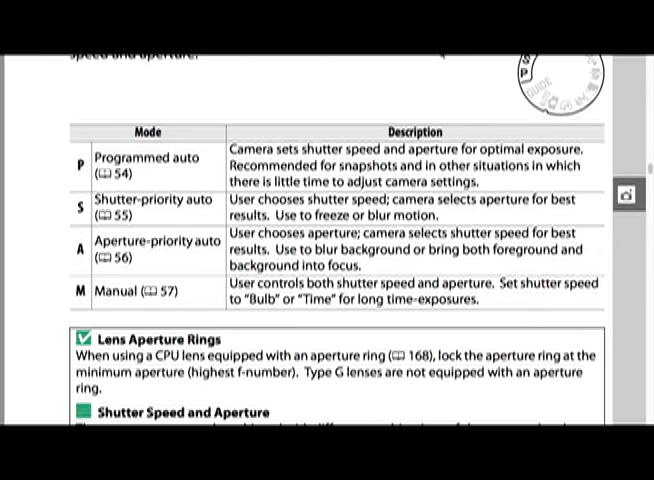 speed and aperture.
P
GUIDE
Mode Description
P Programmed auto (54) Camera sets shutter speed and aperture for optimal exposure.
Recommended for snapshots and in other situations in which
there is little time to adjust camera settings.
S Shutter-priority auto (55) User chooses shutter speed; camera selects aperture for best
results. Use to freeze or blur motion.
A Aperture-priority auto (56) User chooses aperture; camera selects shutter speed for best
results. Use to blur background or bring both foreground and
background into focus.
M Manual (57) User controls both shutter speed and aperture. Set shutter speed
to “Bulb” or “Time” for long time-exposures.
Lens Aperture Rings
When using a CPU lens equipped with an aperture ring (168), lock the aperture ring at the
minimum aperture (highest f-number). Type G lenses are not equipped with an aperture
ring.
Shutter Speed and Aperture